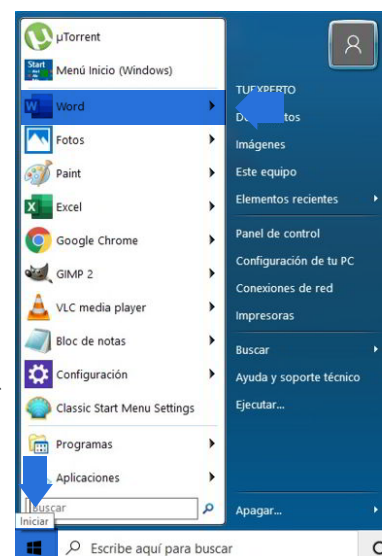 µTorrent
Start
Menú Inicio (Windows)
Word
Fotos
Paint
Excel
Google Chrome
GIMP 2
VLC media player
Bloc de notas
Configuración
Classic Start Menu Settings
Programas
Aplicaciones
Buscar
Iniciar
Escribe aquí para buscar
TUEXPERTO
Imágenes
Este equipo
Elementos recientes
Panel de control
Configuración de tu PC
Conexiones de red
Impresoras
Buscar
Ayuda y soporte técnico
Ejecutar...
Apagar...